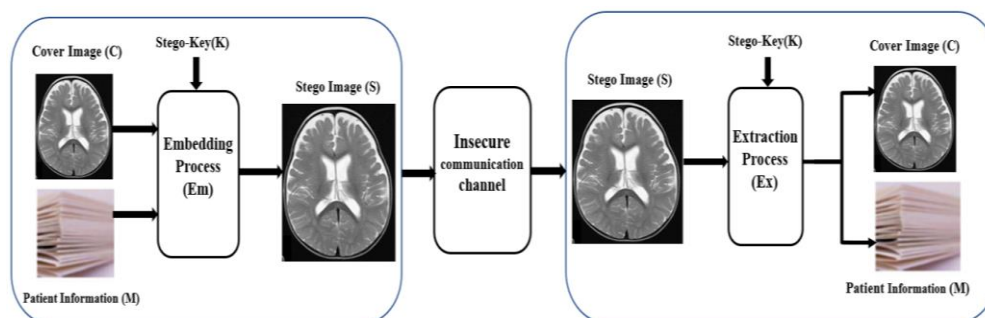 Cover Image (C)
Stego-Key(K)
Embedding
Process
(Em)
Patient Information (M)
Stego Image (S)
Insecure
communication
channel
Stego Image (S)
Stego-Key(K)
Extraction
Process
(Ex)
Cover Image (C)
Patient Information (M)